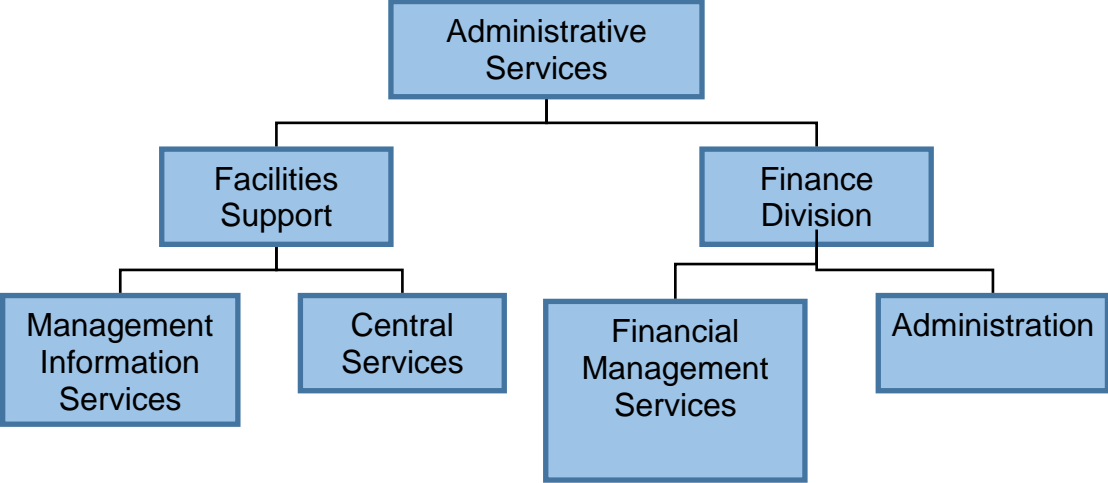 Administrative
Services
Facilities
Support
Finance
Division
Management
Information
Services
Central
Services
Financial
Management
Services
Administration